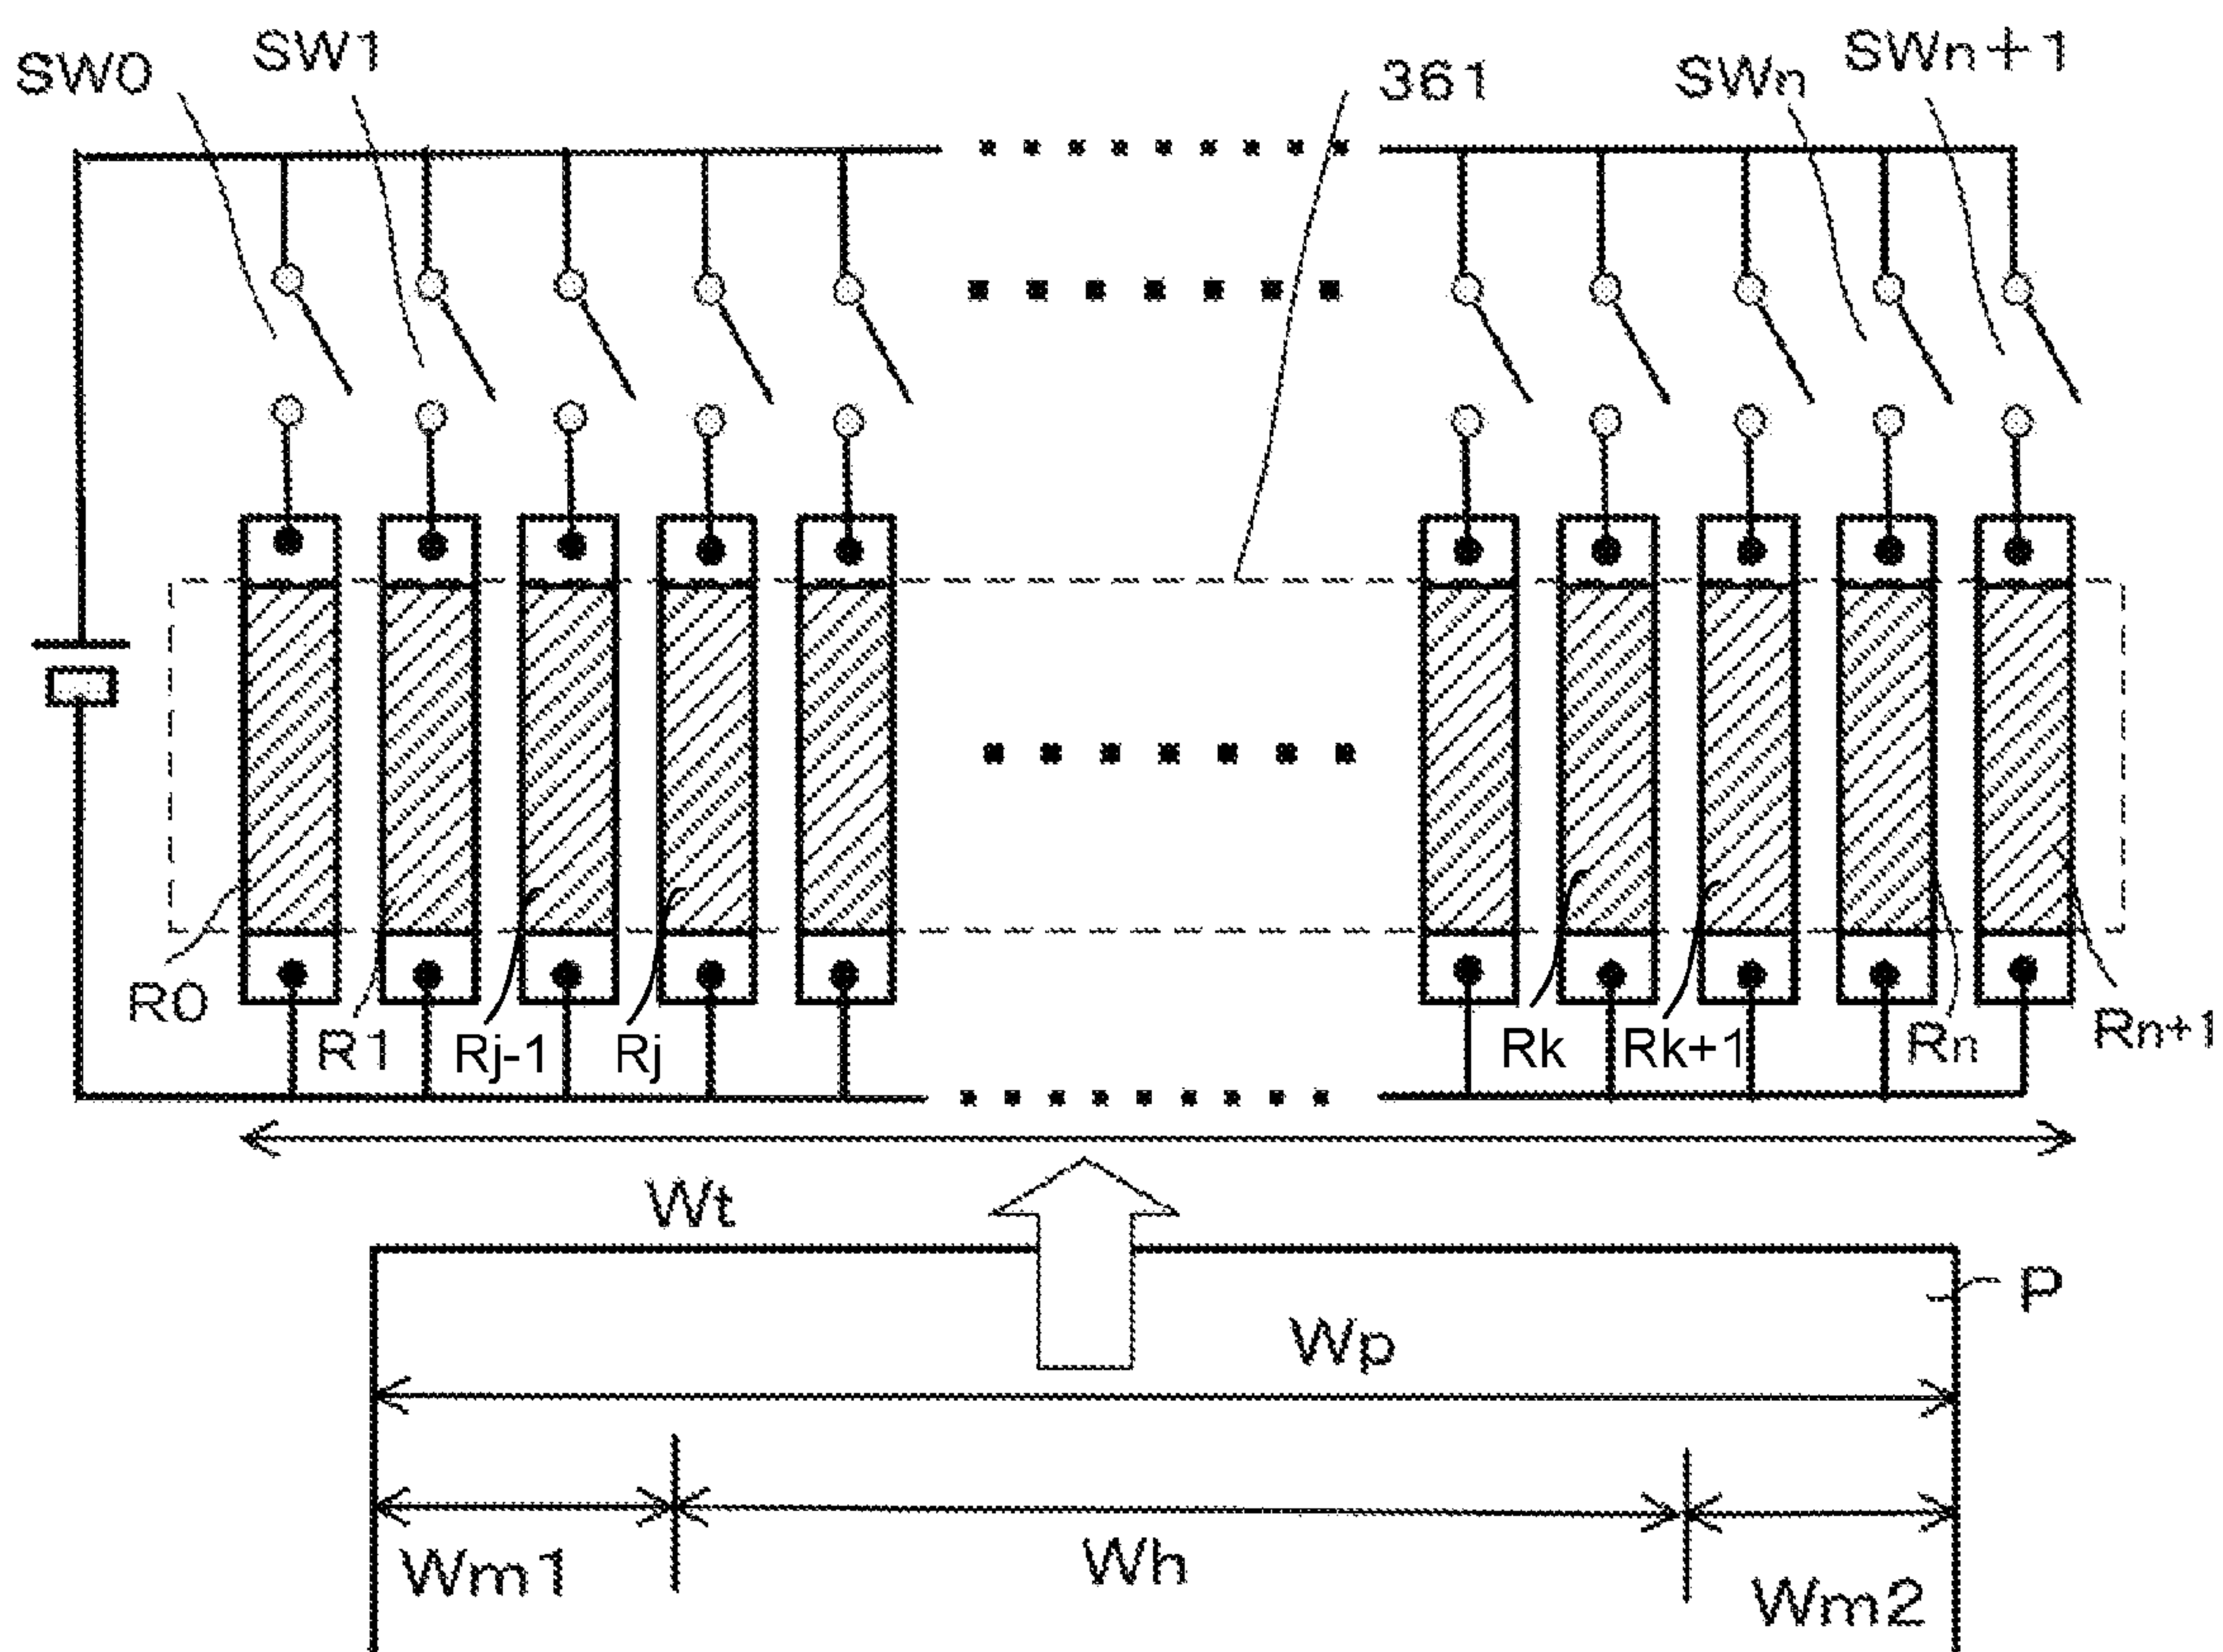 SW0 SW1 361 SWn SWn+1
R0 R1 Rj-1 Rj Rk Rk+1 Rn Rn+1
Wt
P
Wp
Wm1 Wh Wm2